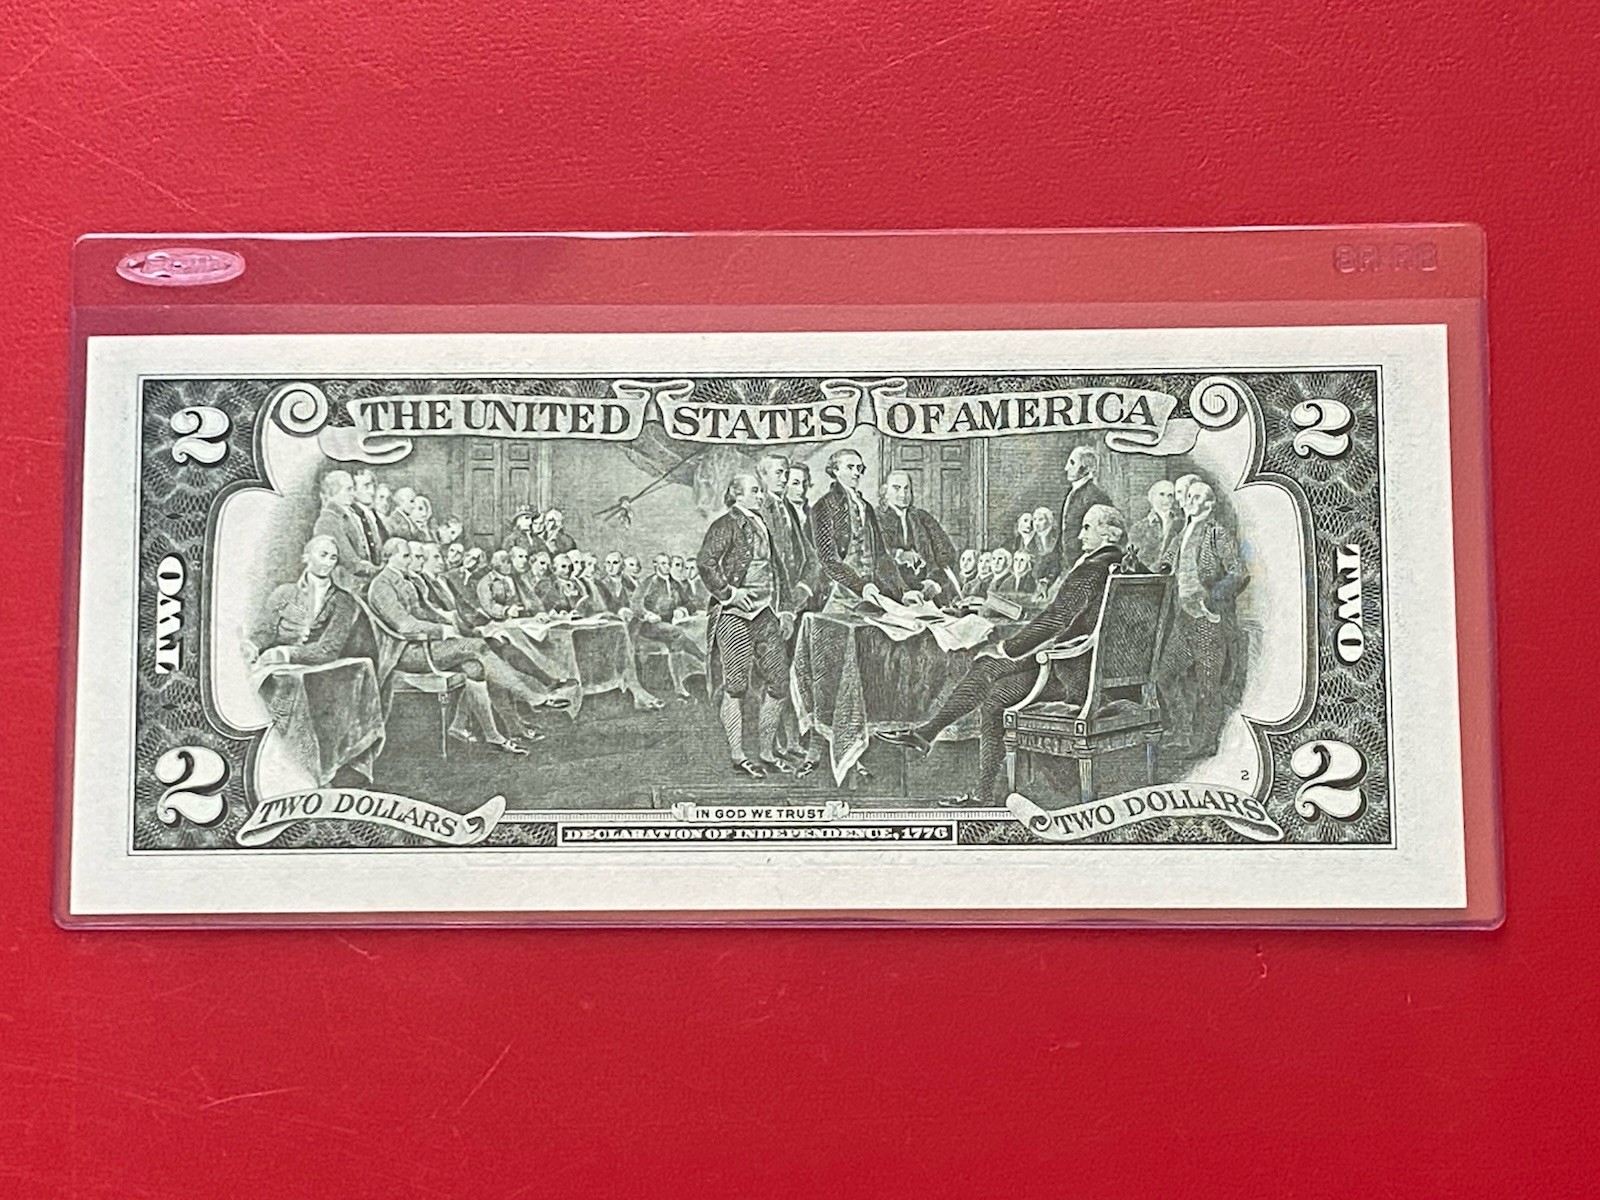 THE UNITED STATES OF AMERICA
2
2
TWO
TWO
2
2
2
TWO DOLLARS
IN GOD WE TRUST
TWO DOLLARS
DECLARATION OF INDEPENDENCE, 1776